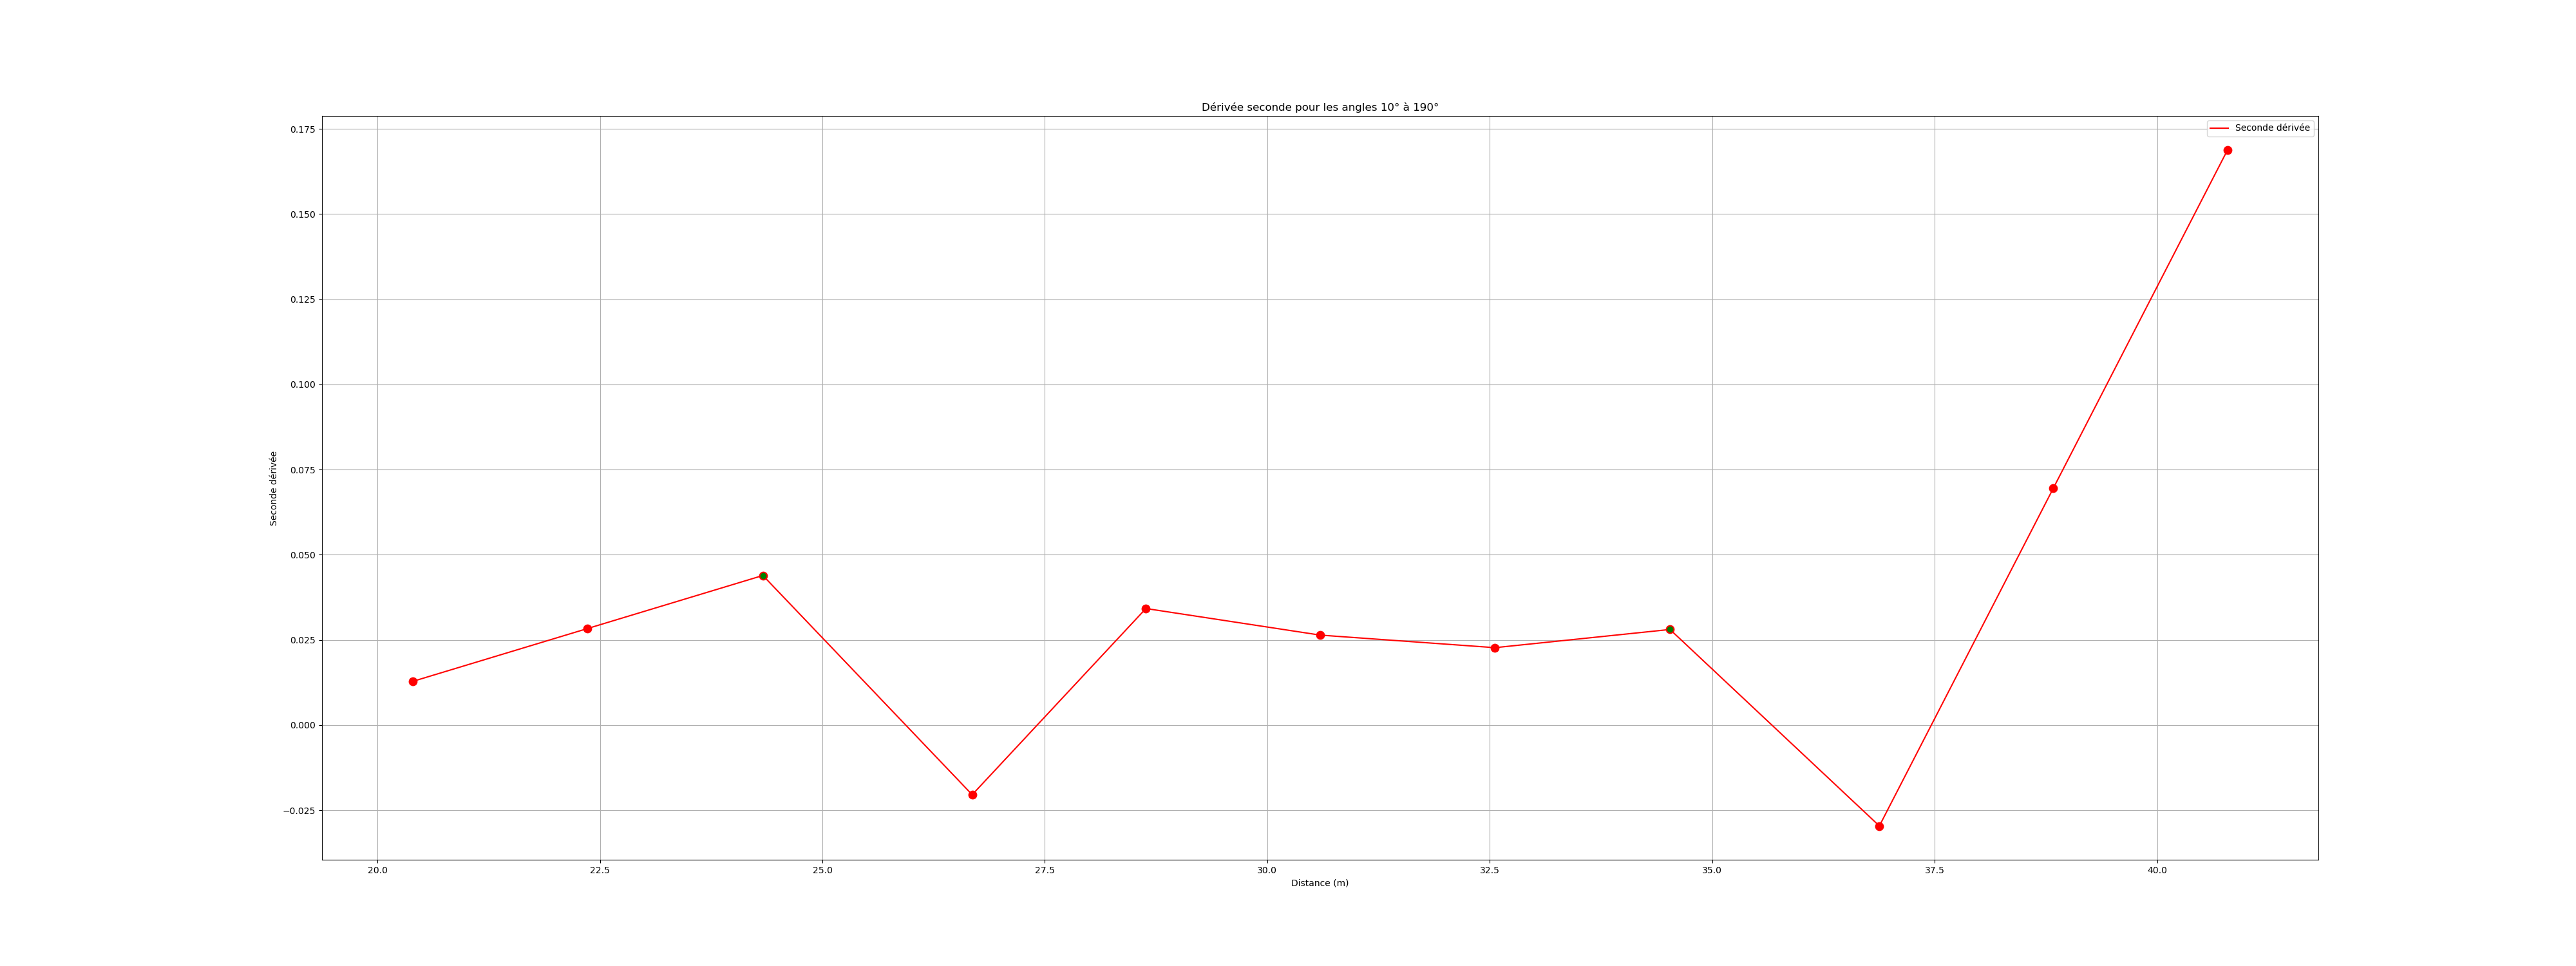 Dérivée seconde pour les angles 10° à 190°
Seconde dérivée
0.175
0.150
0.125
0.100
0.075
0.050
0.025
0.000
−0.025
Seconde dérivée
20.0 22.5 25.0 27.5 30.0 32.5 35.0 37.5 40.0
Distance (m)